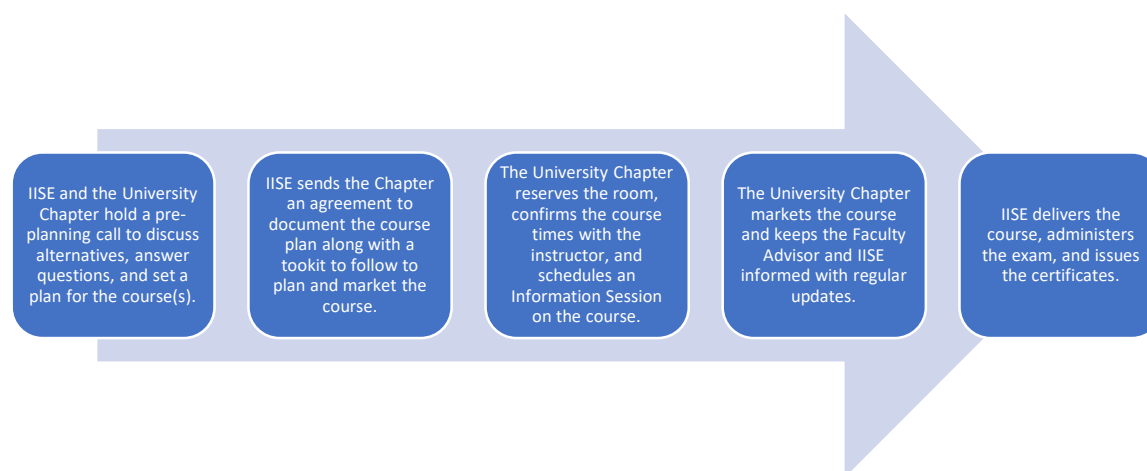 IISE and the University
Chapter hold a pre-
planning call to discuss
alternatives, answer
questions, and set a
plan for the course(s).
IISE sends the Chapter
an agreement to
document the course
plan along with a
tookit to follow to
plan and market the
course.
The University Chapter
reserves the room,
confirms the course
times with the
instructor, and
schedules an
Information Session
on the course.
The University Chapter
markets the course
and keeps the Faculty
Advisor and IISE
informed with regular
updates.
IISE delivers the
course, administers
the exam, and issues
the certificates.